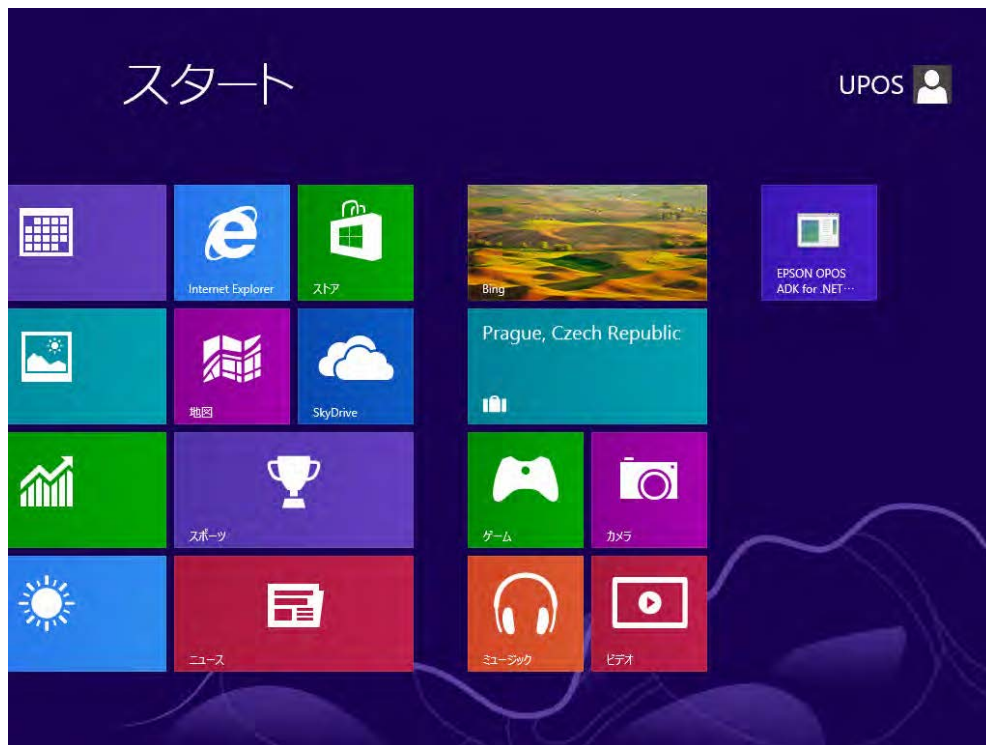 スタート
UPOS
Internet Explorer
ストア
Bing
EPSON OPOS
ADK for .NET…
地図
SkyDrive
Prague, Czech Republic
スポーツ
ゲーム
カメラ
ニュース
ミュージック
ビデオ